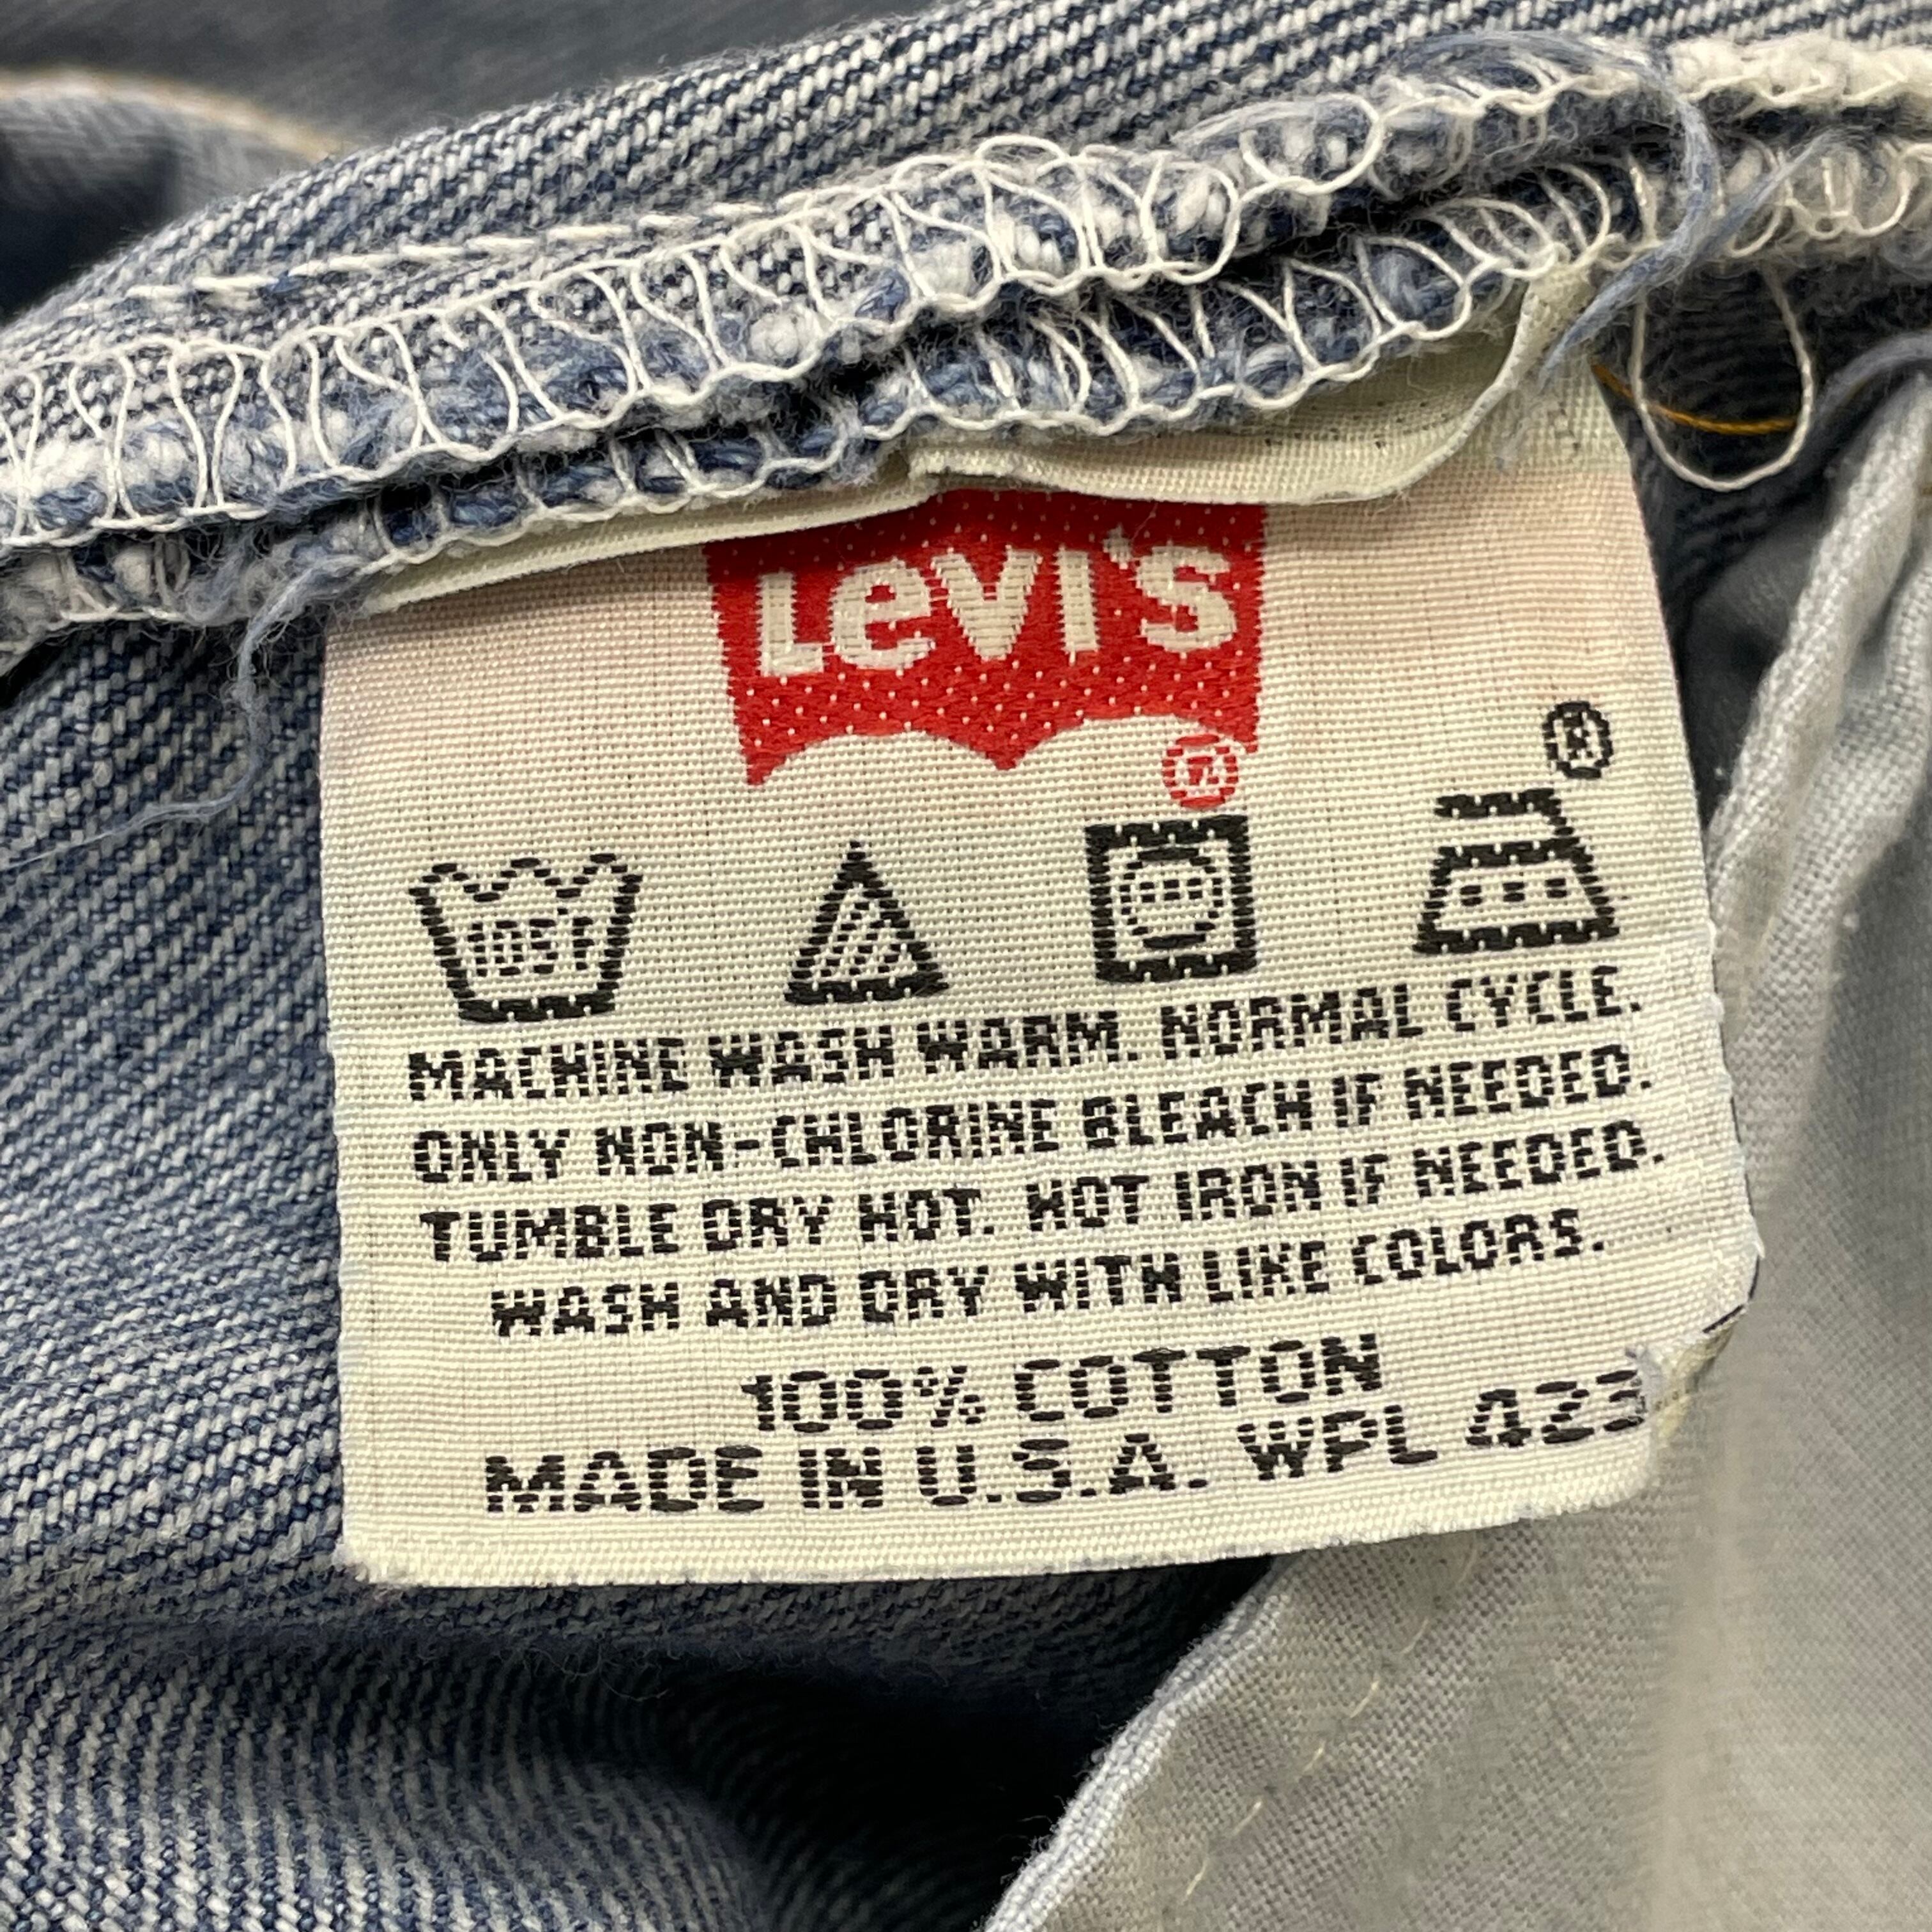 Levi's
®
®
105F
MACHINE WASH WARM. NORMAL CYCLE.
ONLY NON-CHLORINE BLEACH IF NEEDED.
TUMBLE DRY HOT. HOT IRON IF NEEDED.
WASH AND DRY WITH LIKE COLORS.
100% COTTON
MADE IN U.S.A. WPL 423